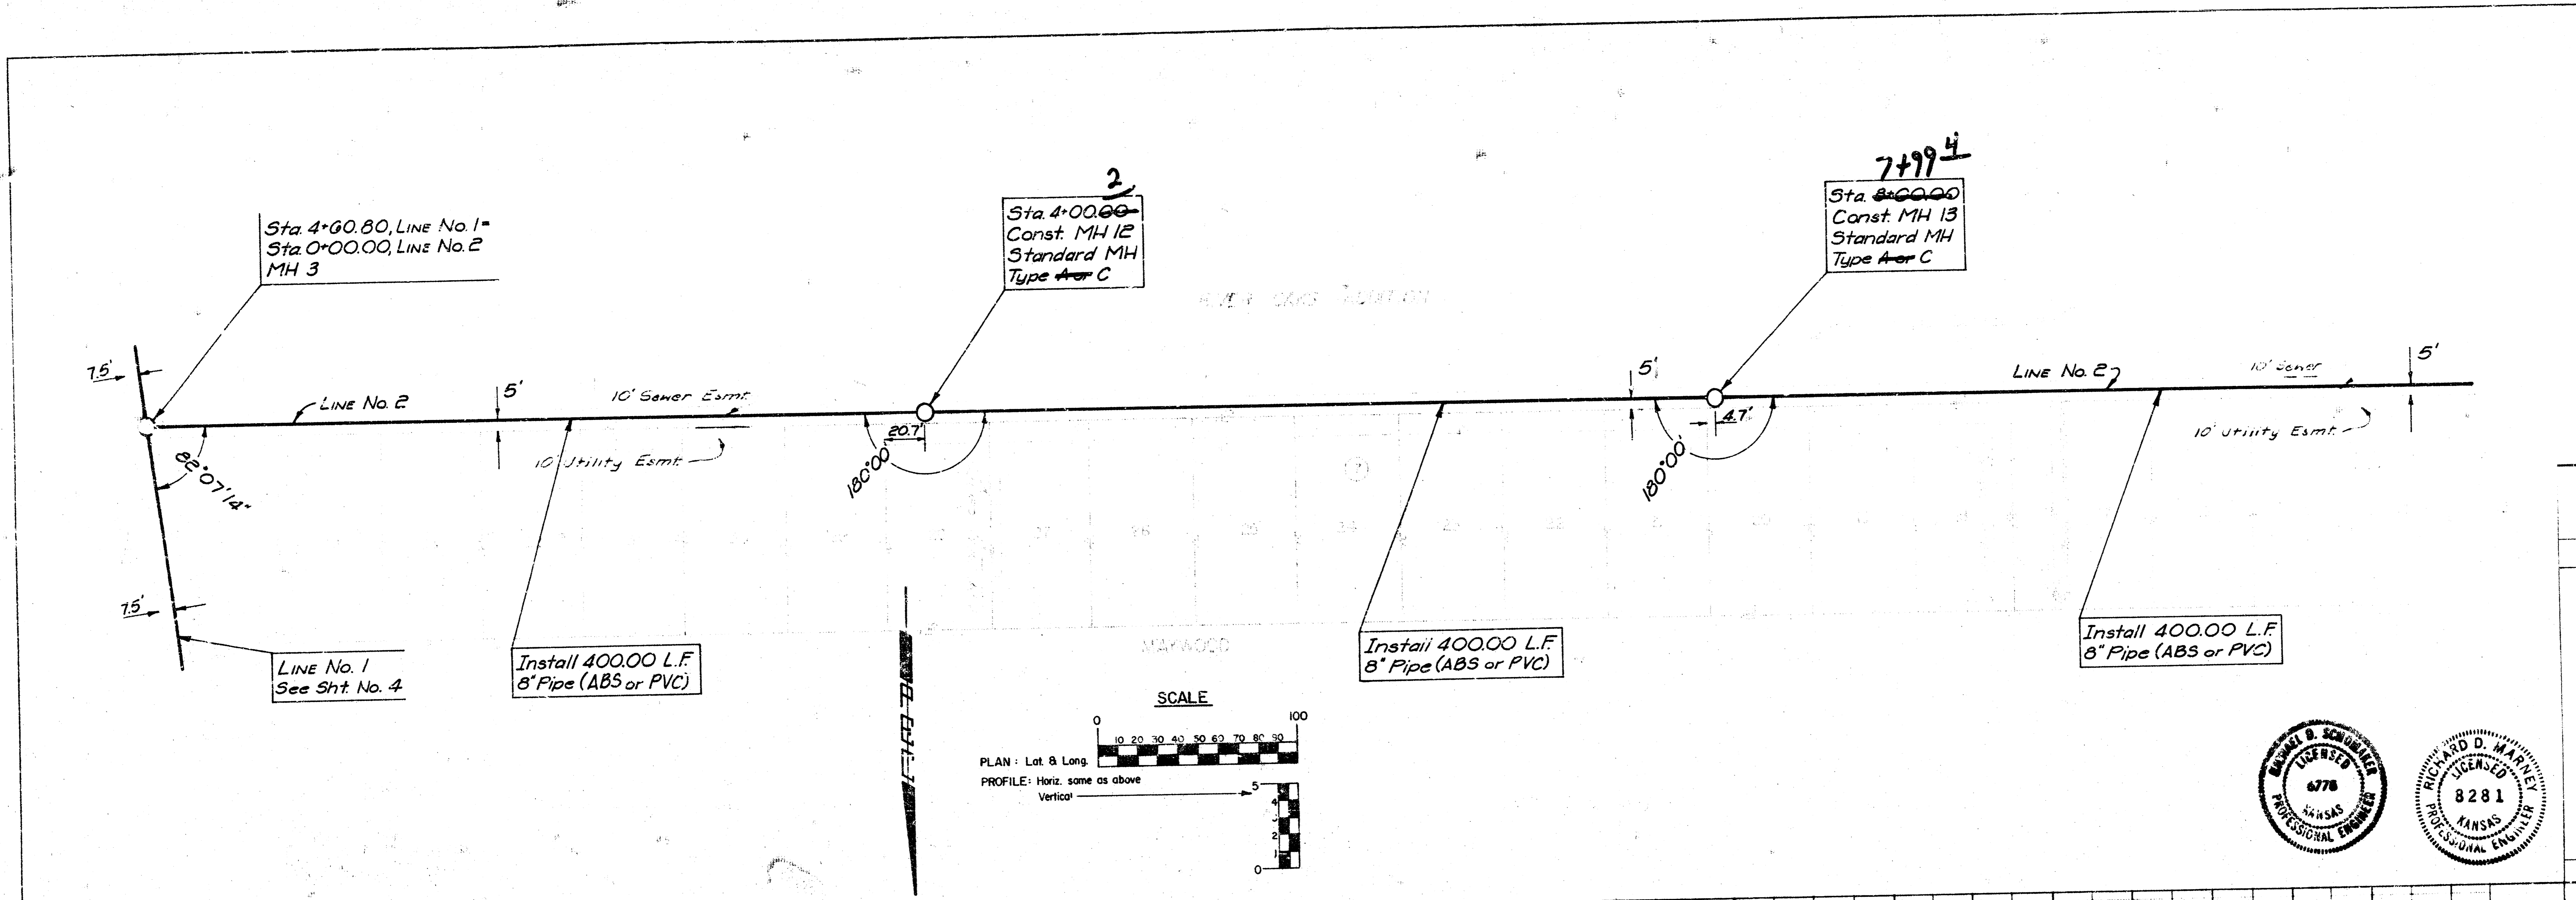 7+99 4
2
Sta. 8+00.00
Const. MH 13
Standard MH
Type A or C
Sta. 4+00.00
Const. MH 12
Standard MH
Type A or C
Sta. 4+60.80, LINE No. 1=
Sta. 0+00.00, LINE No. 2
MH 3
7.5'
LINE No. 2
5'
10' Sewer Esmt.
10' Utility Esmt.
20.7'
180°00'
82°07'14"
5'
4.7'
180°00'
LINE No. 2
10' Sewer
5'
10' Utility Esmt.
7.5'
LINE No. 1
See Sht. No. 4
Install 400.00 L.F.
8" Pipe (ABS or PVC)
Install 400.00 L.F.
8" Pipe (ABS or PVC)
Install 400.00 L.F.
8" Pipe (ABS or PVC)
SCALE
0 100
10 20 30 40 50 60 70 80 90
PLAN : Lat. & Long.
PROFILE: Horiz. same as above
Vertical
5
4
2
1
0
MICHAEL D. SCHOMAKER
LICENSED
6778
KANSAS
PROFESSIONAL ENGINEER
RICHARD D. MARNEY
LICENSED
8281
KANSAS
PROFESSIONAL ENGINEER